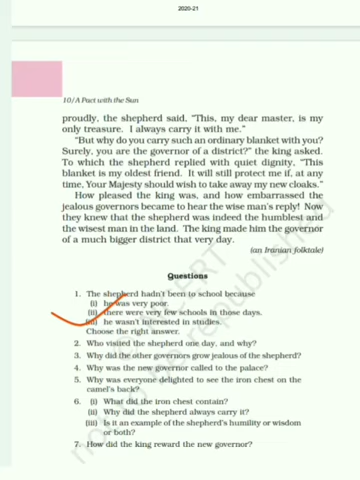 2020-21
10/A Pact with the Sun
proudly, the shepherd said, "This, my dear master, is my
only treasure. I always carry it with me."
"But why do you carry such an ordinary blanket with you?
Surely, you are the governor of a district?" the king asked.
To which the shepherd replied with quiet dignity, "This
blanket is my oldest friend. It will still protect me if, at any
time, Your Majesty should wish to take away my new cloaks."
How pleased the king was, and how embarrassed the
jealous governors became to hear the wise man's reply! Now
they knew that the shepherd was indeed the humblest and
the wisest man in the land. The king made him the governor
of a much bigger district that very day.
(an Iranian folktale)
Questions
1. The shepherd hadn't been to school because
(i) he was very poor.
(ii) there were very few schools in those days.
(iii) he wasn't interested in studies.
Choose the right answer.
2. Who visited the shepherd one day, and why?
3. Why did the other governors grow jealous of the shepherd?
4. Why was the new governor called to the palace?
5. Why was everyone delighted to see the iron chest on the
camel's back?
6. (i) What did the iron chest contain?
(ii) Why did the shepherd always carry it?
(iii) Is it an example of the shepherd's humility or wisdom
or both?
7. How did the king reward the new governor?
not to be republished